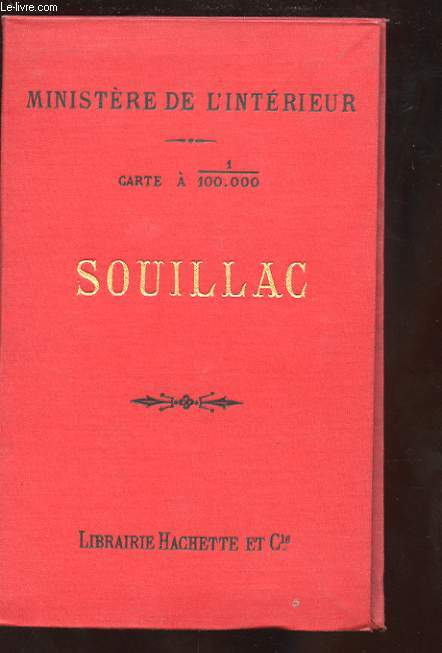 Le-livre.com
MINISTÈRE DE L'INTÉRIEUR
CARTE À 1/100.000
SOUILLAC
LIBRAIRIE HACHETTE ET Cie